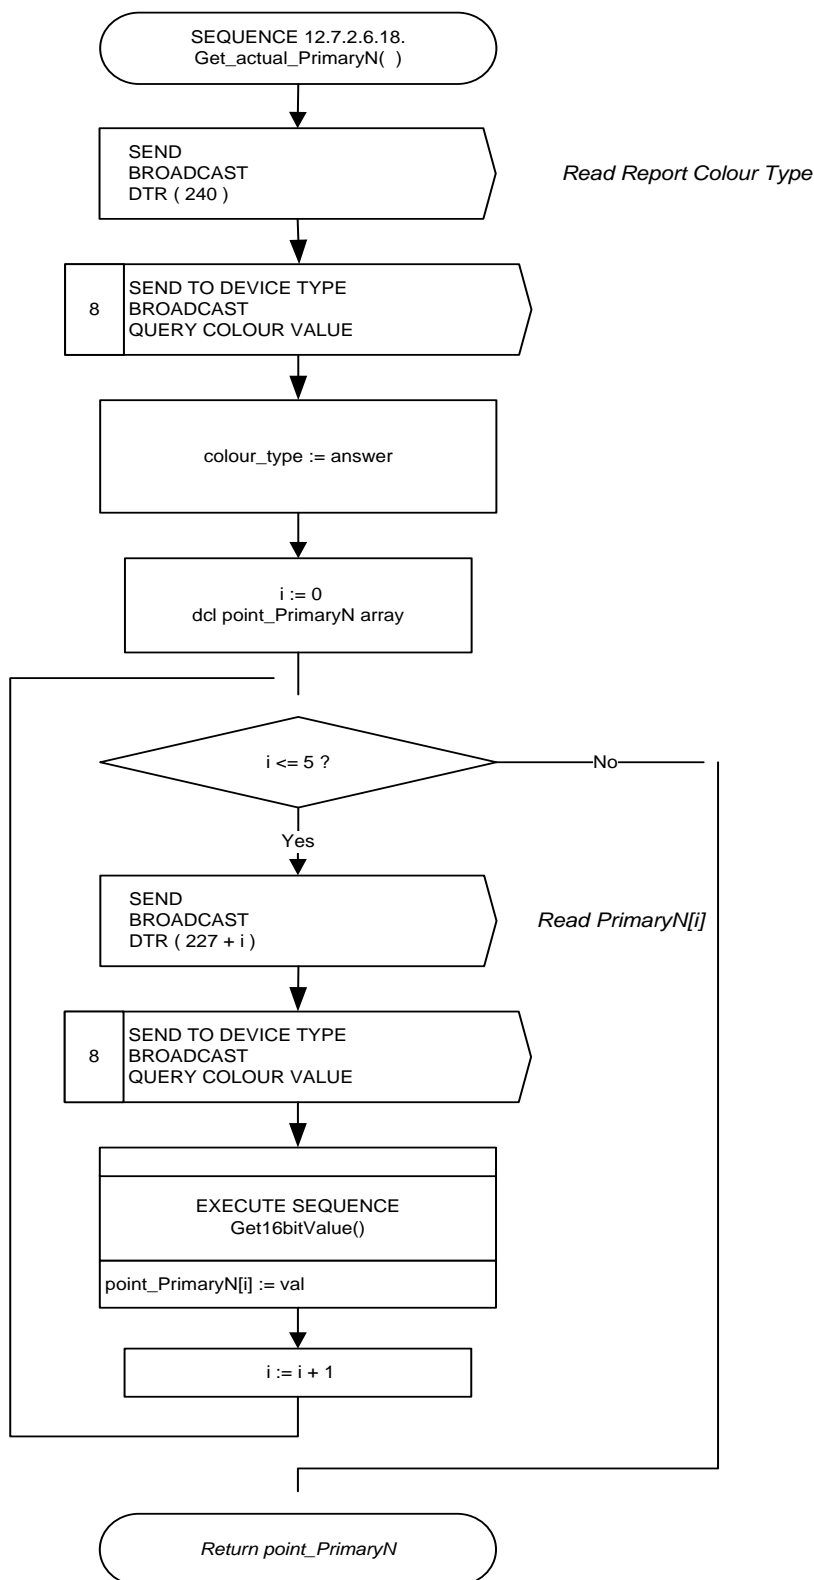 SEQUENCE 12.7.2.6.18.
Get_actual_PrimaryN(  )
SEND
BROADCAST
DTR ( 240 )
Read Report Colour Type
8
SEND TO DEVICE TYPE
BROADCAST
QUERY COLOUR VALUE
colour_type := answer
i := 0
dcl point_PrimaryN array
i <= 5 ?
No
Yes
SEND
BROADCAST
DTR ( 227 + i )
Read PrimaryN[i]
8
SEND TO DEVICE TYPE
BROADCAST
QUERY COLOUR VALUE
EXECUTE SEQUENCE
Get16bitValue()
point_PrimaryN[i] := val
i := i + 1
Return point_PrimaryN